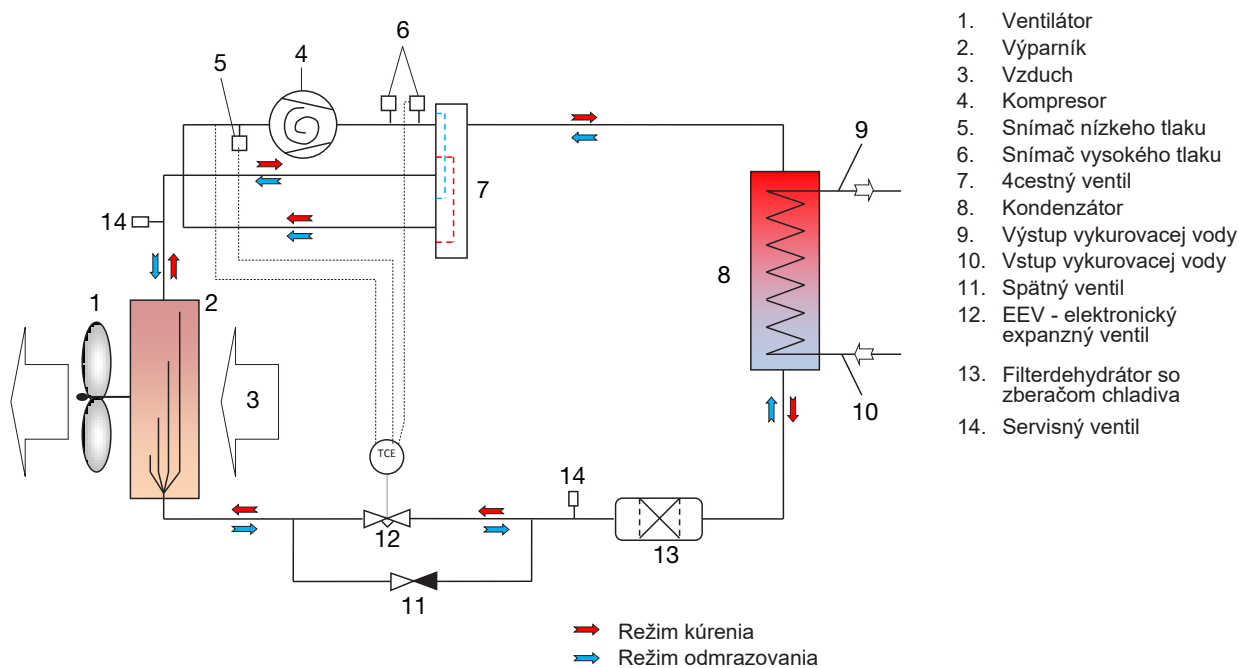 6
4
5
7
14
9
8
10
1
2
3
TCE
14
12
13
11
Režim kúrenia
Režim odmrazovania
1. Ventilátor
2. Výparník
3. Vzduch
4. Kompresor
5. Snímač nízkeho tlaku
6. Snímač vysokého tlaku
7. 4cestný ventil
8. Kondenzátor
9. Výstup vykurovacej vody
10. Vstup vykurovacej vody
11. Spätný ventil
12. EEV - elektronický
expanzný ventil
13. Filterdehydrátor so
zberačom chladiva
14. Servisný ventil